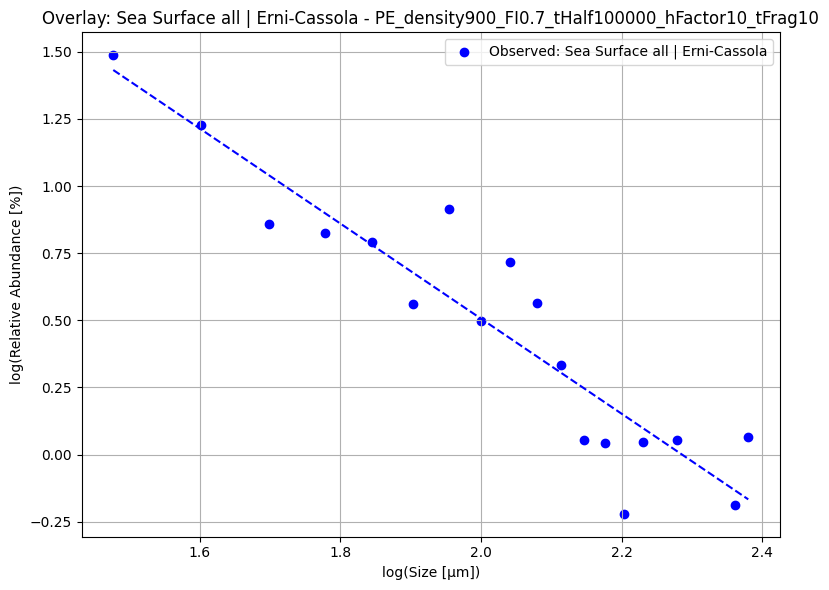 Overlay: Sea Surface all | Erni-Cassola - PE_density900_FI0.7_tHalf100000_hFactor10_tFrag10
Observed: Sea Surface all | Erni-Cassola
log(Relative Abundance [%])
1.50
1.25
1.00
0.75
0.50
0.25
0.00
−0.25
1.6 1.8 2.0 2.2 2.4
log(Size [µm])